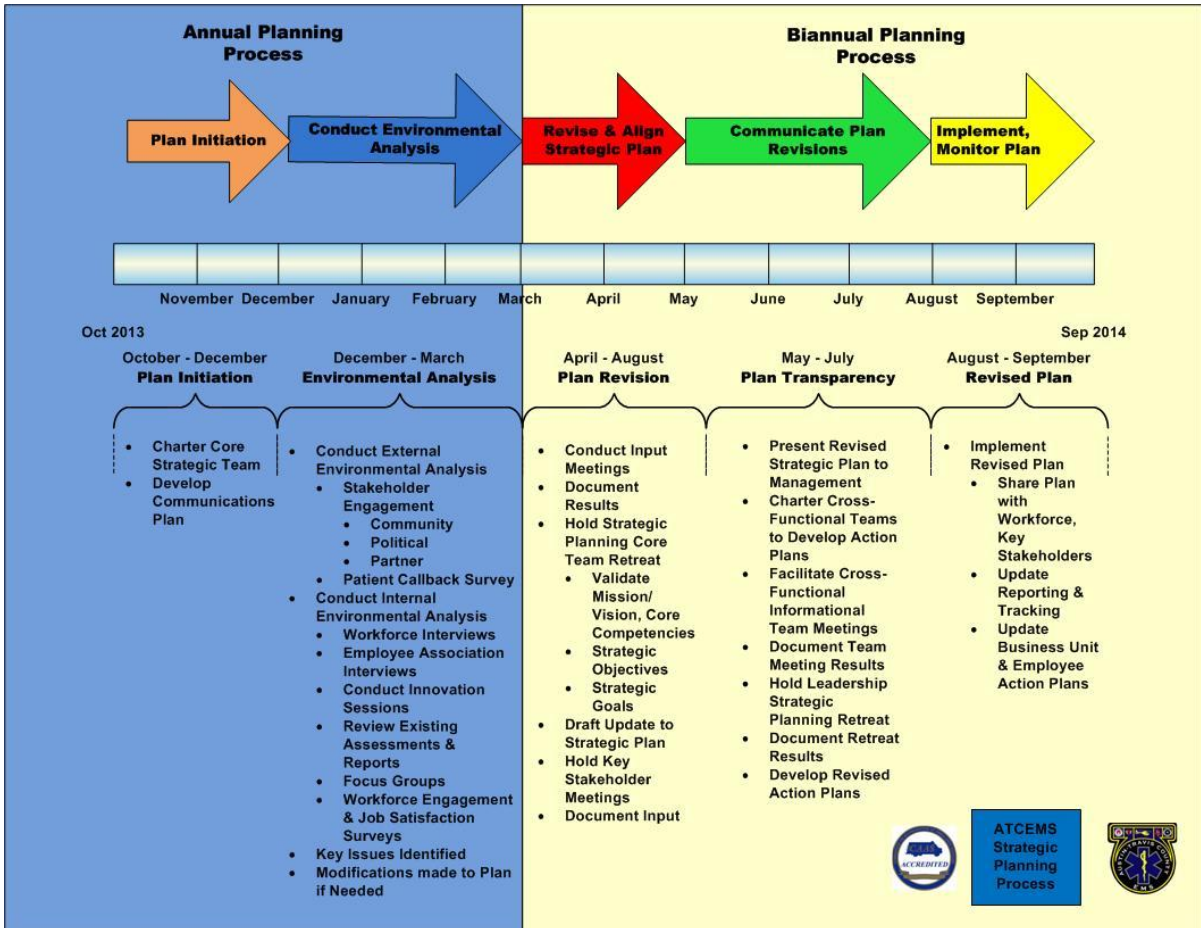 Annual Planning
Process
Biannual Planning
Process
Plan Initiation
Conduct Environmental
Analysis
Revise & Align
Strategic Plan
Communicate Plan
Revisions
Implement,
Monitor Plan
November
December
January
February
March
April
May
June
July
August
September
Oct 2013
Sep 2014
October - December
Plan Initiation
• Charter Core
Strategic Team
• Develop
Communications
Plan
December - March
Environmental Analysis
• Conduct External
Environmental Analysis
• Stakeholder
Engagement
• Community
• Political
• Partner
• Patient Callback Survey
• Conduct Internal
Environmental Analysis
• Workforce Interviews
• Employee Association
Interviews
• Conduct Innovation
Sessions
• Review Existing
Assessments &
Reports
• Focus Groups
• Workforce Engagement
& Job Satisfaction
Surveys
• Key Issues Identified
• Modifications made to Plan
if Needed
April - August
Plan Revision
• Conduct Input
Meetings
• Document
Results
• Hold Strategic
Planning Core
Team Retreat
• Validate
Mission/
Vision, Core
Competencies
• Strategic
Objectives
• Strategic
Goals
• Draft Update to
Strategic Plan
• Hold Key
Stakeholder
Meetings
• Document Input
May - July
Plan Transparency
• Present Revised
Strategic Plan to
Management
• Charter Cross-
Functional Teams
to Develop Action
Plans
• Facilitate Cross-
Functional
Informational
Team Meetings
• Document Team
Meeting Results
• Hold Leadership
Strategic
Planning Retreat
• Document Retreat
Results
• Develop Revised
Action Plans
August - September
Revised Plan
• Implement
Revised Plan
• Share Plan
with
Workforce,
Key
Stakeholders
• Update
Reporting &
Tracking
• Update
Business Unit
& Employee
Action Plans
ACCREDITED
ATCEMS
Strategic
Planning
Process
AUSTIN-TRAVIS COUNTY
EMS